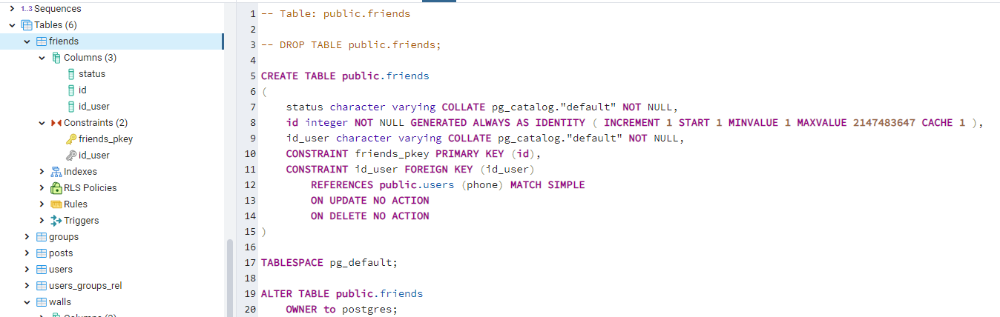 1..3 Sequences
Tables (6)
friends
Columns (3)
status
id
id_user
Constraints (2)
friends_pkey
id_user
Indexes
RLS Policies
Rules
Triggers
groups
posts
users
users_groups_rel
walls
1 -- Table: public.friends
2
3 -- DROP TABLE public.friends;
4
5 CREATE TABLE public.friends
6 (
7 status character varying COLLATE pg_catalog."default" NOT NULL,
8 id integer NOT NULL GENERATED ALWAYS AS IDENTITY ( INCREMENT 1 START 1 MINVALUE 1 MAXVALUE 2147483647 CACHE 1 ),
9 id_user character varying COLLATE pg_catalog."default" NOT NULL,
10 CONSTRAINT friends_pkey PRIMARY KEY (id),
11 CONSTRAINT id_user FOREIGN KEY (id_user)
12 REFERENCES public.users (phone) MATCH SIMPLE
13 ON UPDATE NO ACTION
14 ON DELETE NO ACTION
15 )
16
17 TABLESPACE pg_default;
18
19 ALTER TABLE public.friends
20 OWNER to postgres;